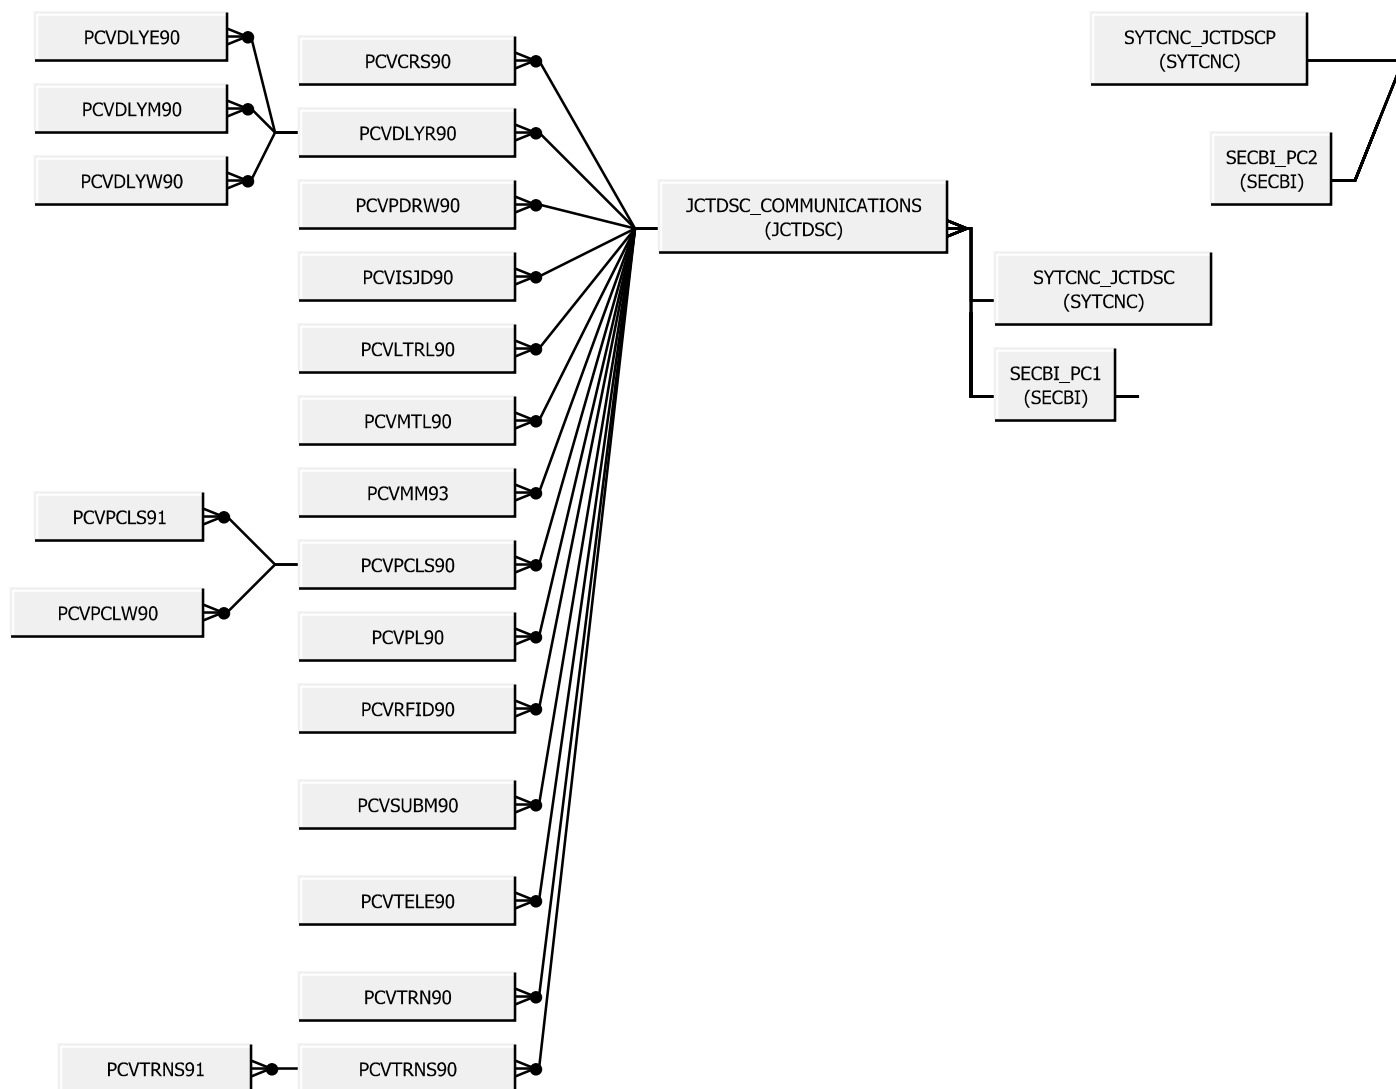 PCVDLYE90
PCVDLYM90
PCVDLYW90
PCVPCLS91
PCVPCLW90
PCVTRNS91
PCVCRS90
PCVDLYR90
PCVPDRW90
PCVISJD90
PCVLTRL90
PCVMTL90
PCVMM93
PCVPCLS90
PCVPL90
PCVRFID90
PCVSUBM90
PCVTELE90
PCVTRN90
PCVTRNS90
JCTDSC_COMMUNICATIONS
(JCTDSC)
SYTCNC_JCTDSC
(SYTCNC)
SECBI_PC1
(SECBI)
SYTCNC_JCTDSCP
(SYTCNC)
SECBI_PC2
(SECBI)